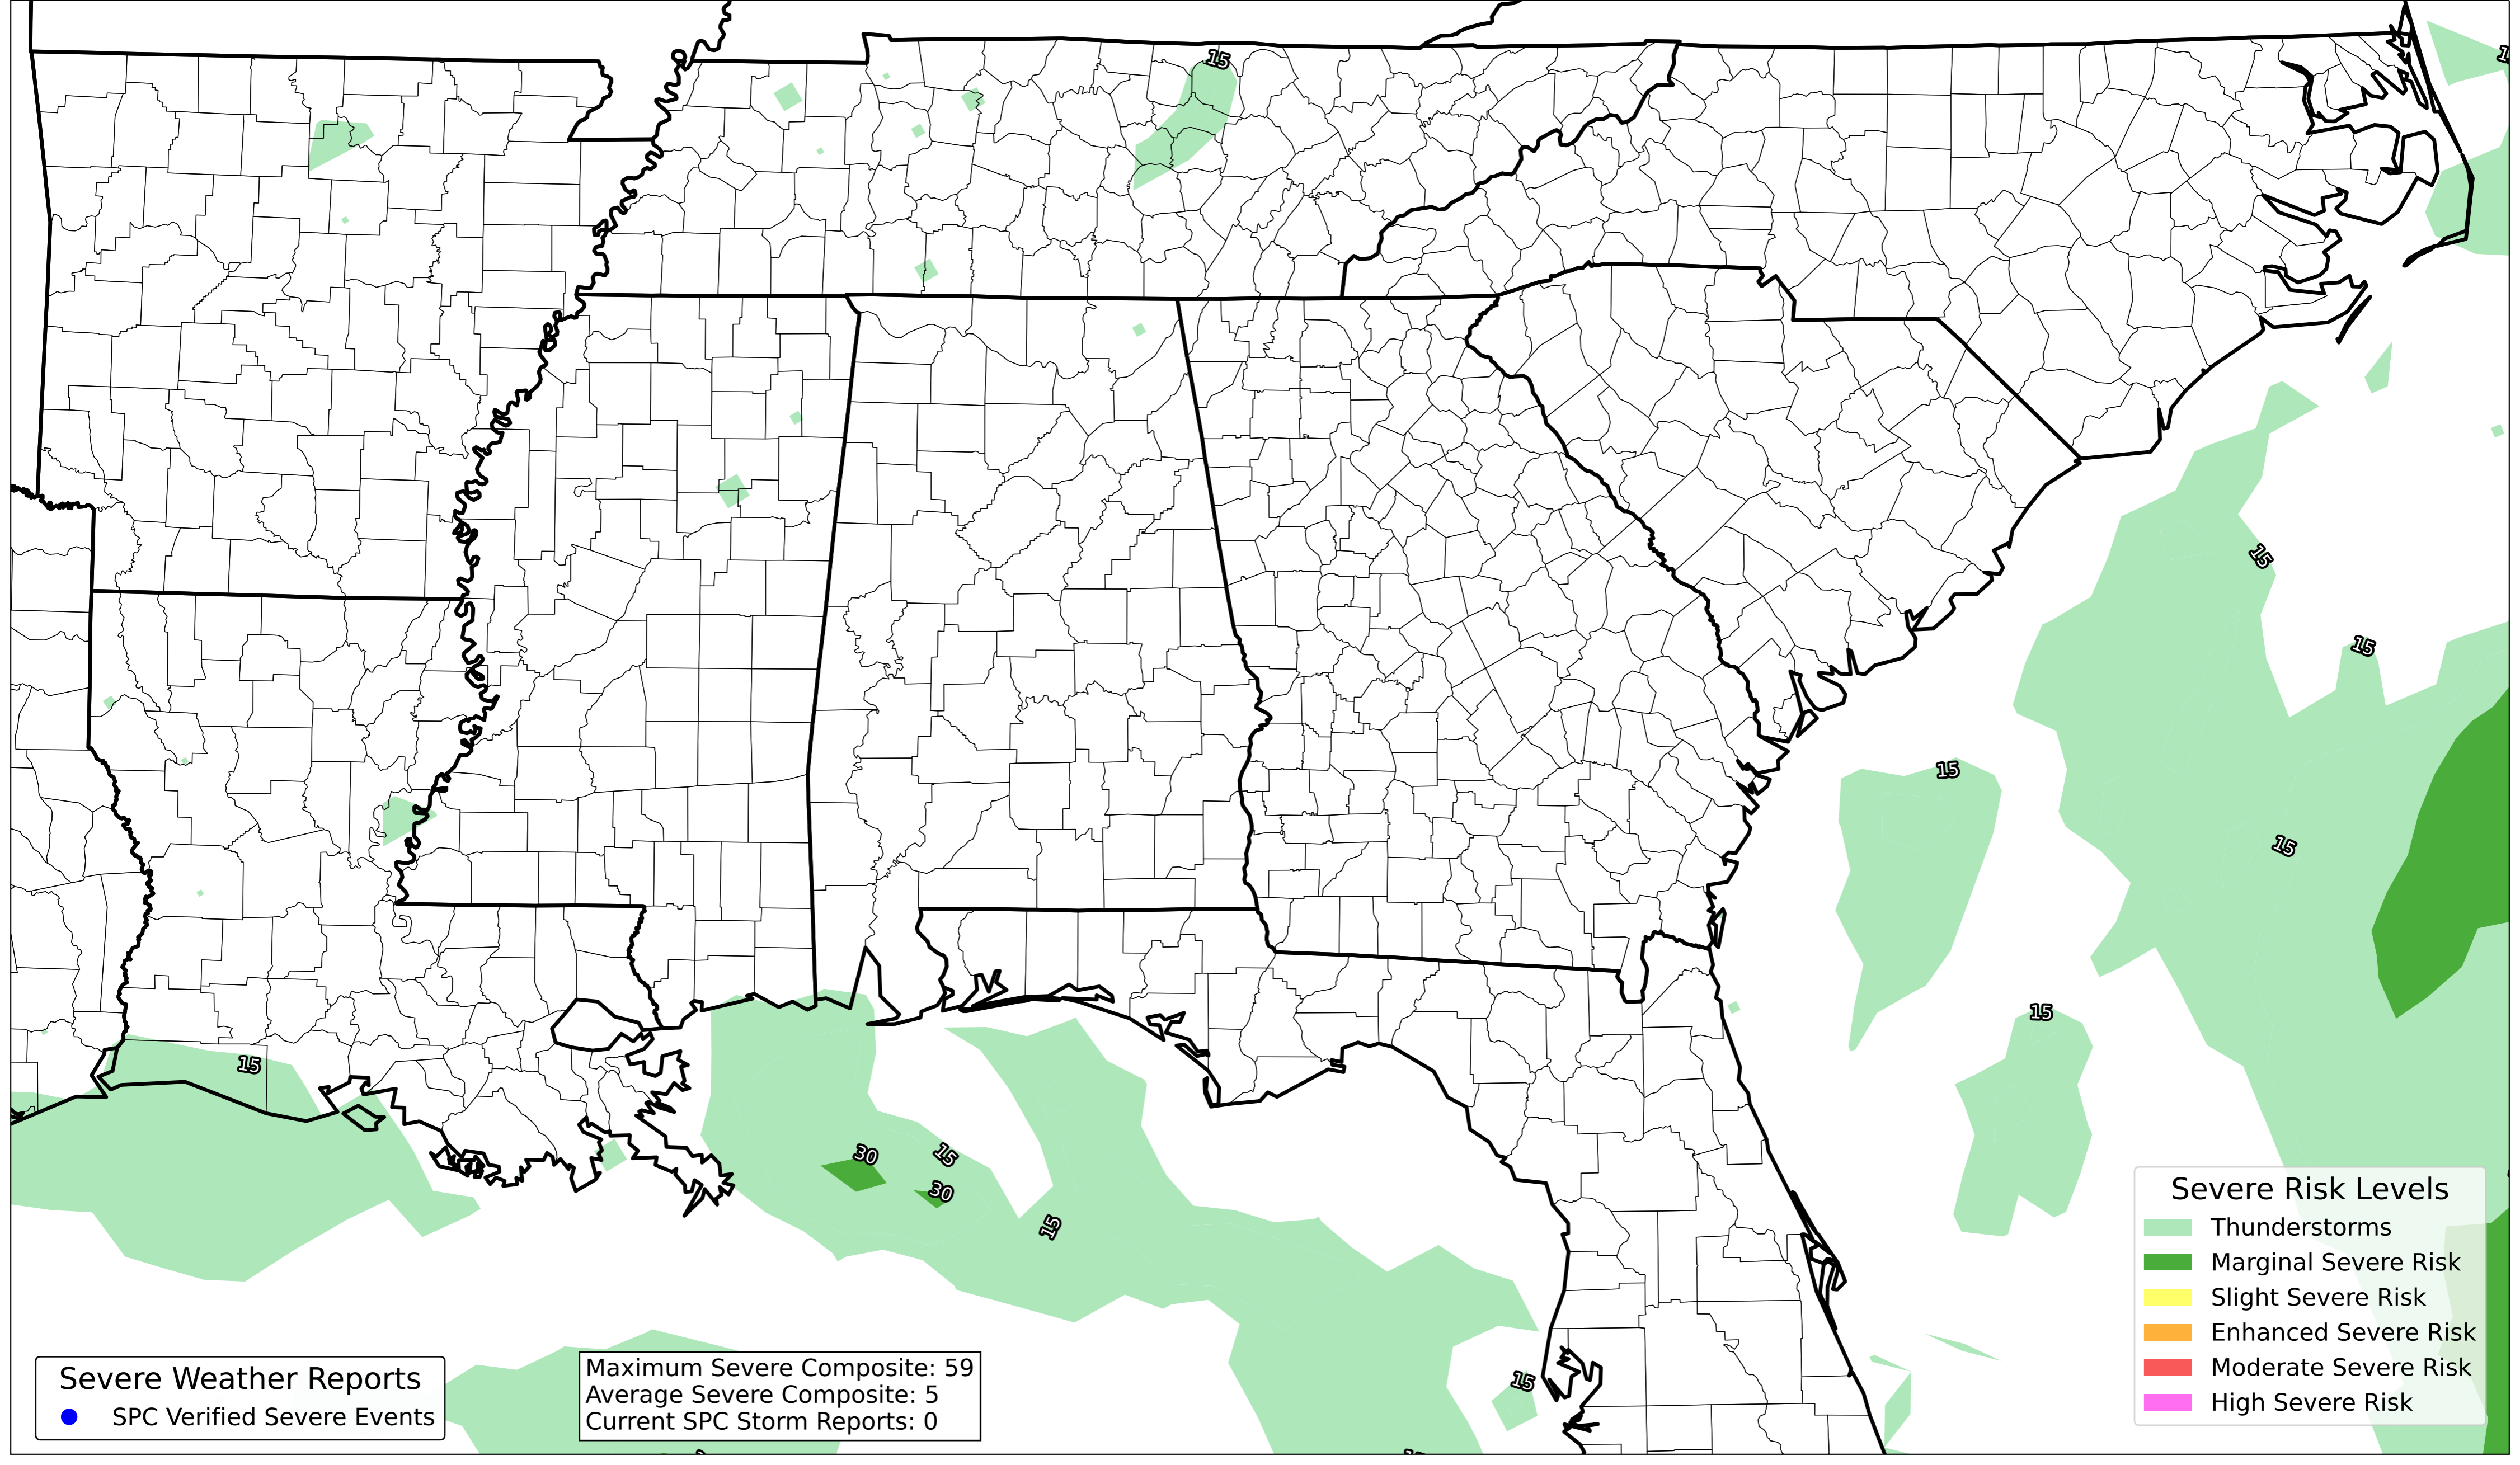 15
15
15
15
15
15
15
15
30
15
30
15
15
Severe Risk Levels
Thunderstorms
Marginal Severe Risk
Slight Severe Risk
Enhanced Severe Risk
Moderate Severe Risk
High Severe Risk
Severe Weather Reports
SPC Verified Severe Events
Maximum Severe Composite: 59
Average Severe Composite: 5
Current SPC Storm Reports: 0